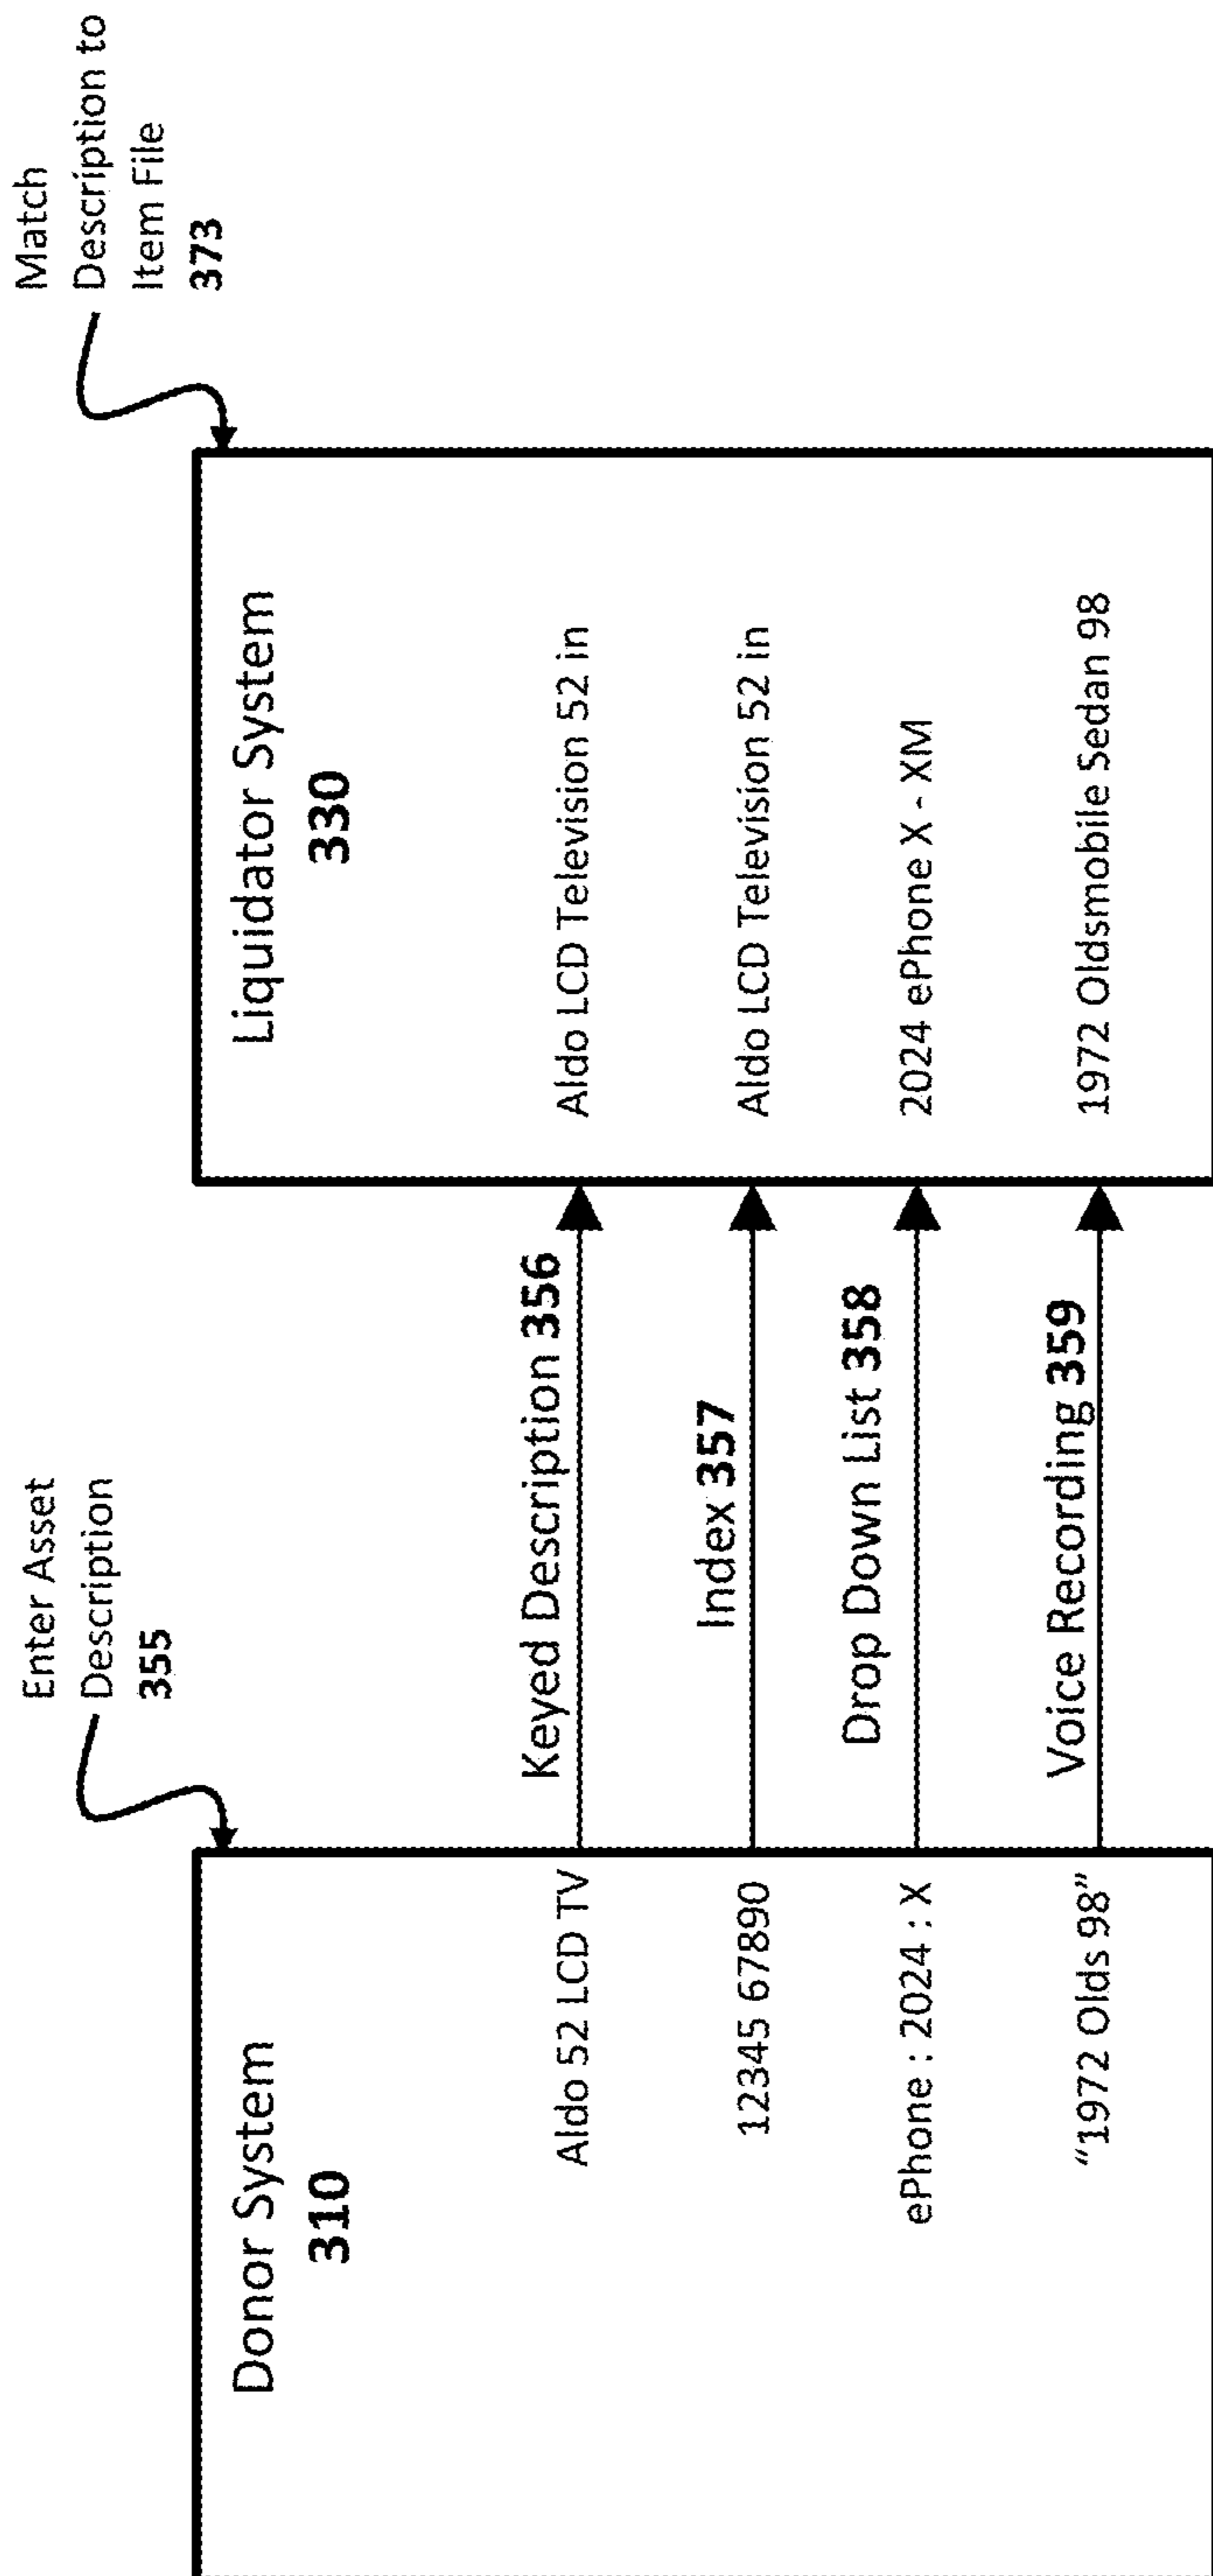 Enter Asset
Description
355
Match
Description to
Item File
373
Donor System
310
Liquidator System
330
Aldo 52 LCD TV
Keyed Description 356
Aldo LCD Television 52 in
12345 67890
Index 357
Aldo LCD Television 52 in
ePhone : 2024 : X
Drop Down List 358
2024 ePhone X - XM
“1972 Olds 98”
Voice Recording 359
1972 Oldsmobile Sedan 98